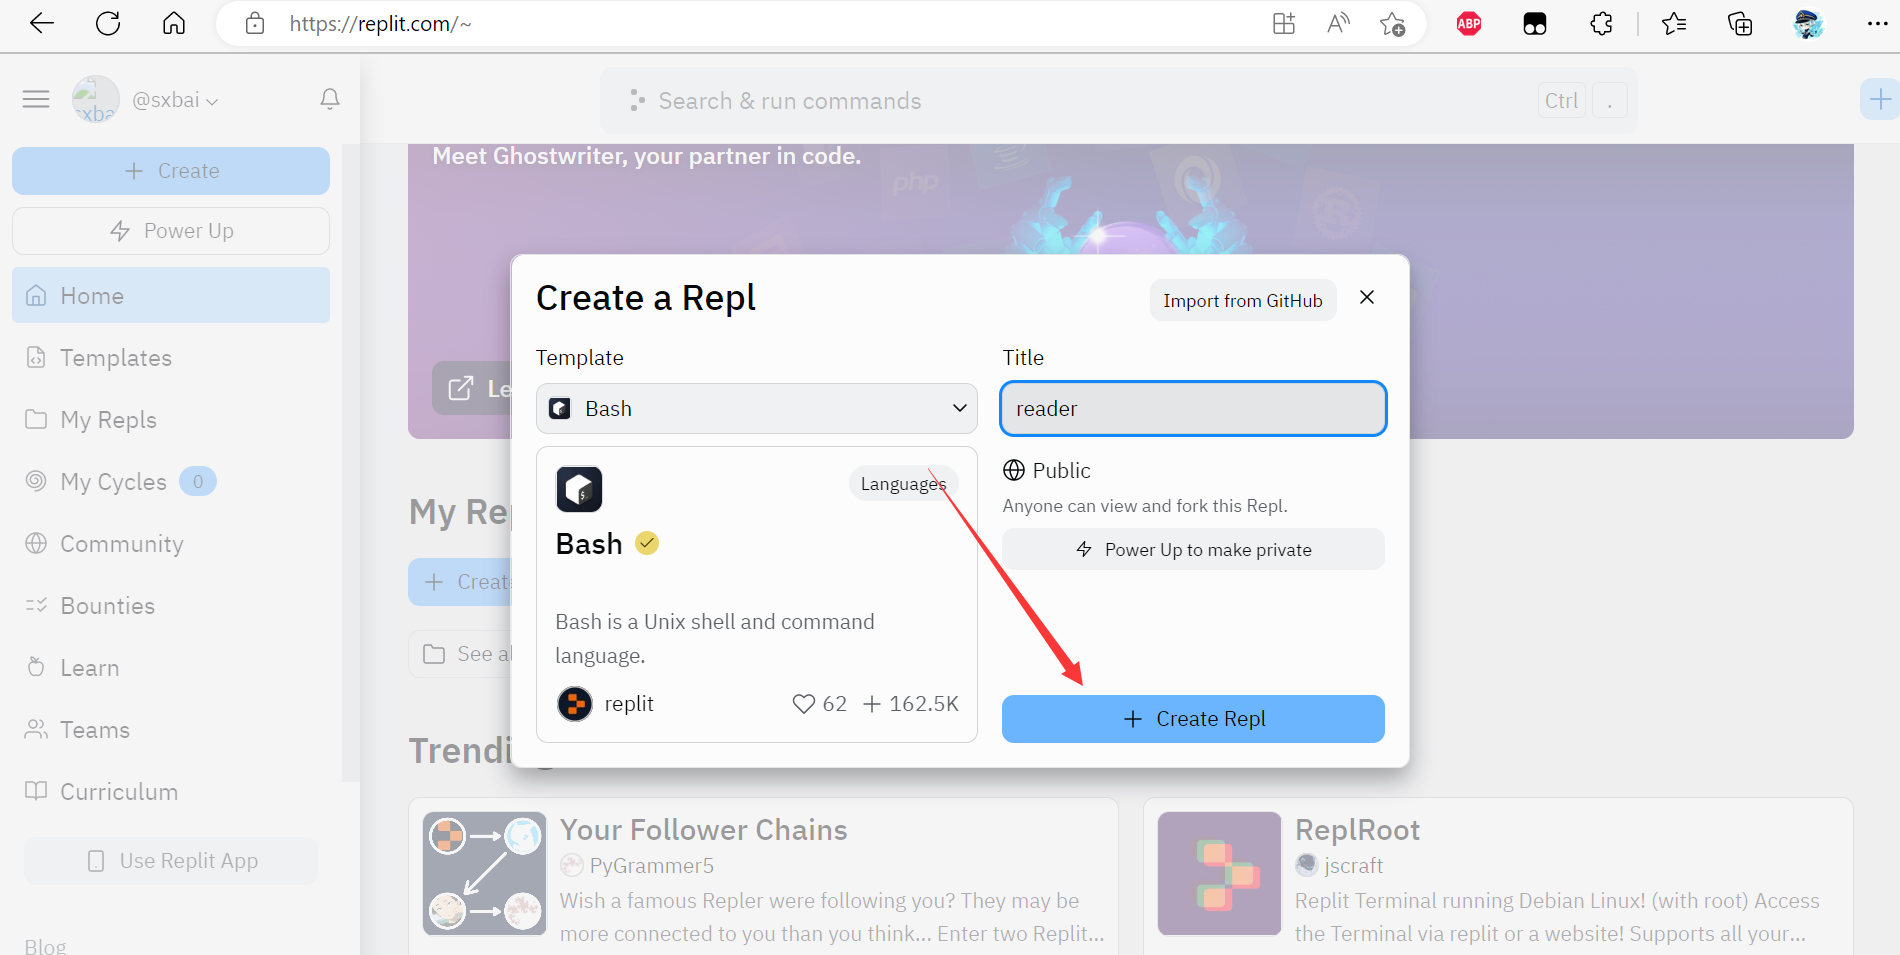 https://replit.com/~
ABP
sxba
@sxbai
Search & run commands
Ctrl
.
Create
Power Up
Home
Templates
My Repls
My Cycles
0
Community
Bounties
Learn
Teams
Curriculum
Use Replit App
Blog
Meet Ghostwriter, your partner in code.
php
Le
My Re
Creat
See al
Trendi
Create a Repl
Import from GitHub
Template
Bash
Title
reader
Languages
Bash
Bash is a Unix shell and command
language.
replit
62
162.5K
Public
Anyone can view and fork this Repl.
Power Up to make private
Create Repl
Your Follower Chains
PyGrammer5
Wish a famous Repler were following you? They may be
more connected to you than you think... Enter two Replit...
ReplRoot
jscraft
Replit Terminal running Debian Linux! (with root) Access
the Terminal via replit or a website! Supports all your...